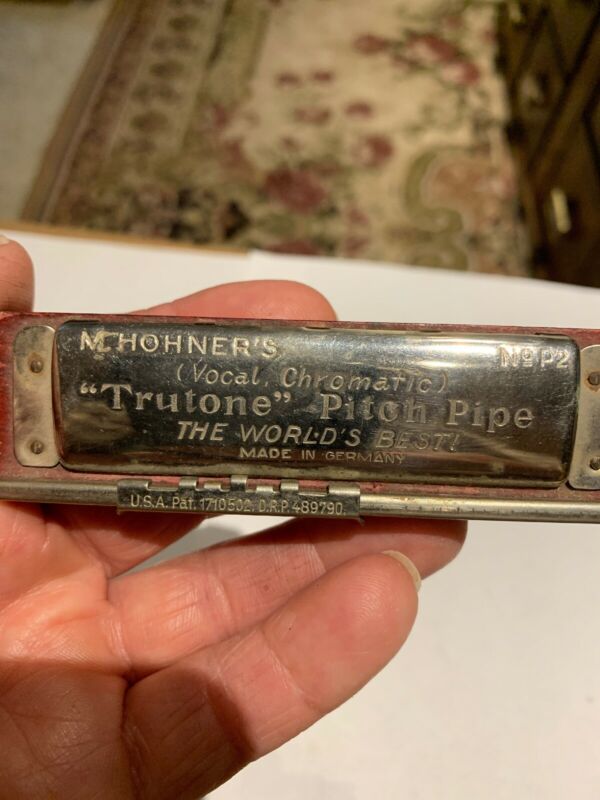 M. HOHNER'S
No P2
(Vocal, Chromatic)
"Trutone" Pitch Pipe
THE WORLD'S BEST!
MADE IN GERMANY
U.S.A. Pat. 1710502. D.R.P. 489790.